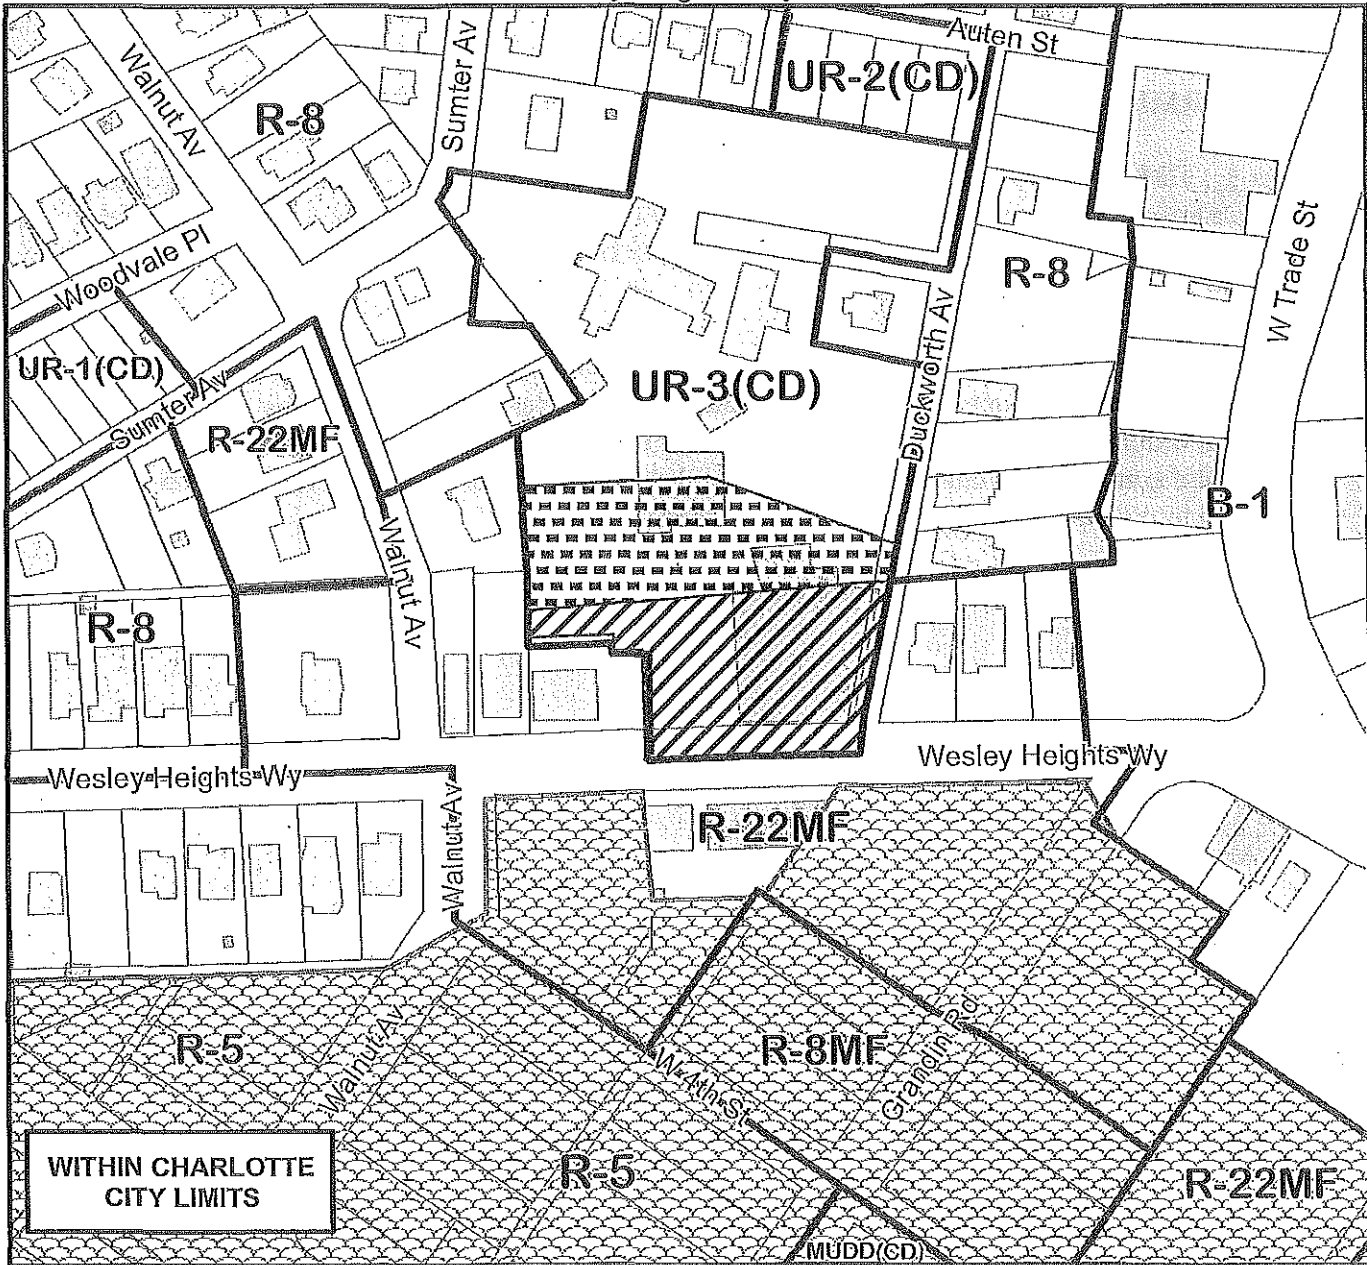 Auten St
Walnut Av
Sumter Av
UR-2(CD)
R-8
W Trade St
Woodvale Pl
R-8
UR-1(CD)
Sumter Av
UR-3(CD)
Duckworth Av
R-22MF
B-1
Walnut Av
R-8
Wesley Heights Wy
Wesley Heights Wy
Walnut Av
R-22MF
R-5
Walnut Av
R-8MF
Grandin Rd
W 4th St
R-5
R-22MF
WITHIN CHARLOTTE
CITY LIMITS
MUDD(CD)